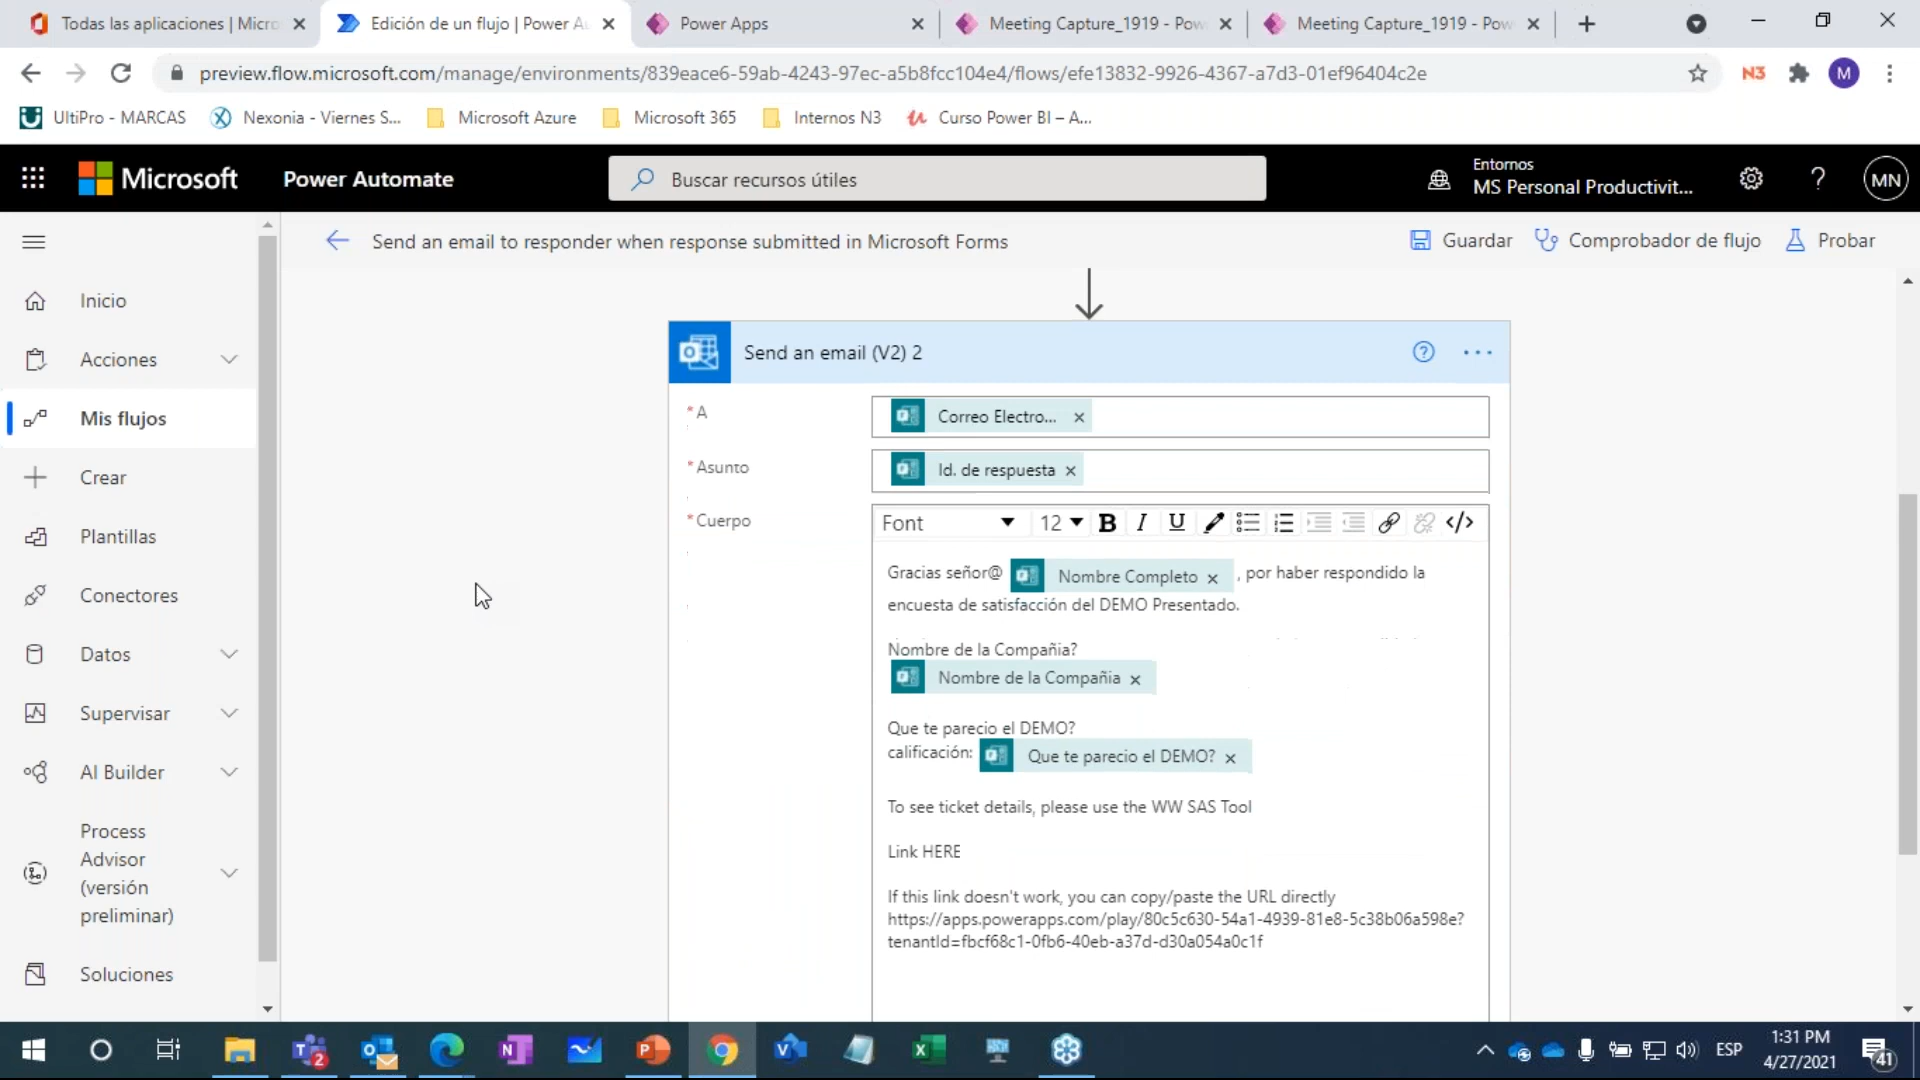 Todas las aplicaciones | Micro
Edición de un flujo | Power Au
Power Apps
Meeting Capture_1919 - Pow
Meeting Capture_1919 - Pow
preview.flow.microsoft.com/manage/environments/839eace6-59ab-4243-97ec-a5b8fcc104e4/flows/efe13832-9926-4367-a7d3-01ef96404c2e
N3
M
UltiPro - MARCAS
Nexonia - Viernes S...
Microsoft Azure
Microsoft 365
Internos N3
Curso Power BI – A...
Microsoft
Power Automate
Buscar recursos útiles
Entornos
MS Personal Productivit...
?
MN
Send an email to responder when response submitted in Microsoft Forms
Guardar
Comprobador de flujo
Probar
Inicio
Acciones
Mis flujos
Crear
Plantillas
Conectores
Datos
Supervisar
AI Builder
Process
Advisor
(versión
preliminar)
Soluciones
Send an email (V2) 2
* A
Correo Electro... ×
* Asunto
Id. de respuesta ×
* Cuerpo
Font
12
B I U </>
Gracias señor@ Nombre Completo × , por haber respondido la
encuesta de satisfacción del DEMO Presentado.
Nombre de la Compañia?
Nombre de la Compañia ×
Que te parecio el DEMO?
calificación: Que te parecio el DEMO? ×
To see ticket details, please use the WW SAS Tool
Link HERE
If this link doesn't work, you can copy/paste the URL directly
https://apps.powerapps.com/play/80c5c630-54a1-4939-81e8-5c38b06a598e?
tenantId=fbcf68c1-0fb6-40eb-a37d-d30a054a0c1f
ESP
1:31 PM
4/27/2021
41